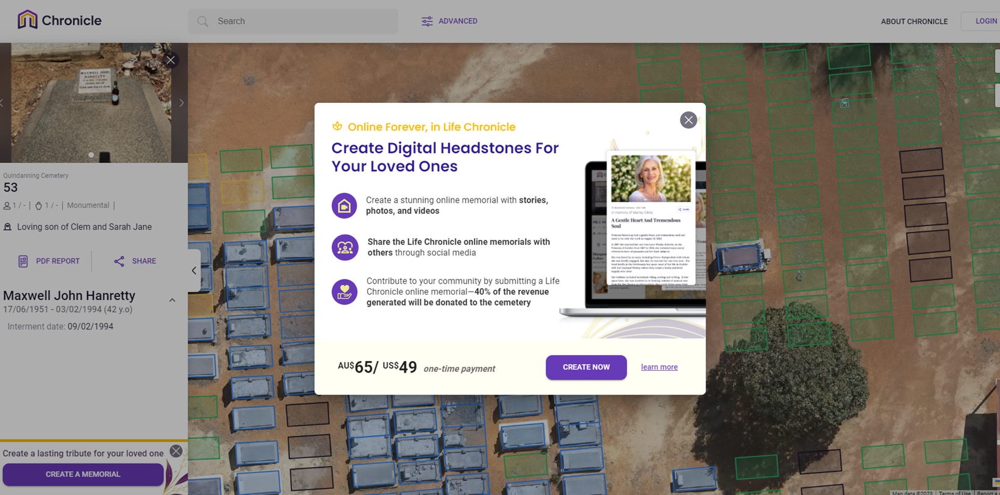 Chronicle
Search
ADVANCED
ABOUT CHRONICLE
LOGIN
MAXWELL JOHN
HANRETTY
Quindanning Cemetery
53
1 / - | 1 / - | Monumental |
Loving son of Clem and Sarah Jane
PDF REPORT
SHARE
Maxwell John Hanretty
17/06/1951 - 03/02/1994 (42 y.o)
Interment date: 09/02/1994
Create a lasting tribute for your loved one
CREATE A MEMORIAL
Online Forever, in Life Chronicle
Create Digital Headstones For
Your Loved Ones
Create a stunning online memorial with stories,
photos, and videos
Share the Life Chronicle online memorials with
others through social media
Contribute to your community by submitting a Life
Chronicle online memorial—40% of the revenue
generated will be donated to the cemetery
In memory of Marley Gibbs
SHARE
A Gentle Heart And Tremendous
Soul
AU$65/ US$49 one-time payment
CREATE NOW
learn more
Map data ©2023
Terms of Use
Report a